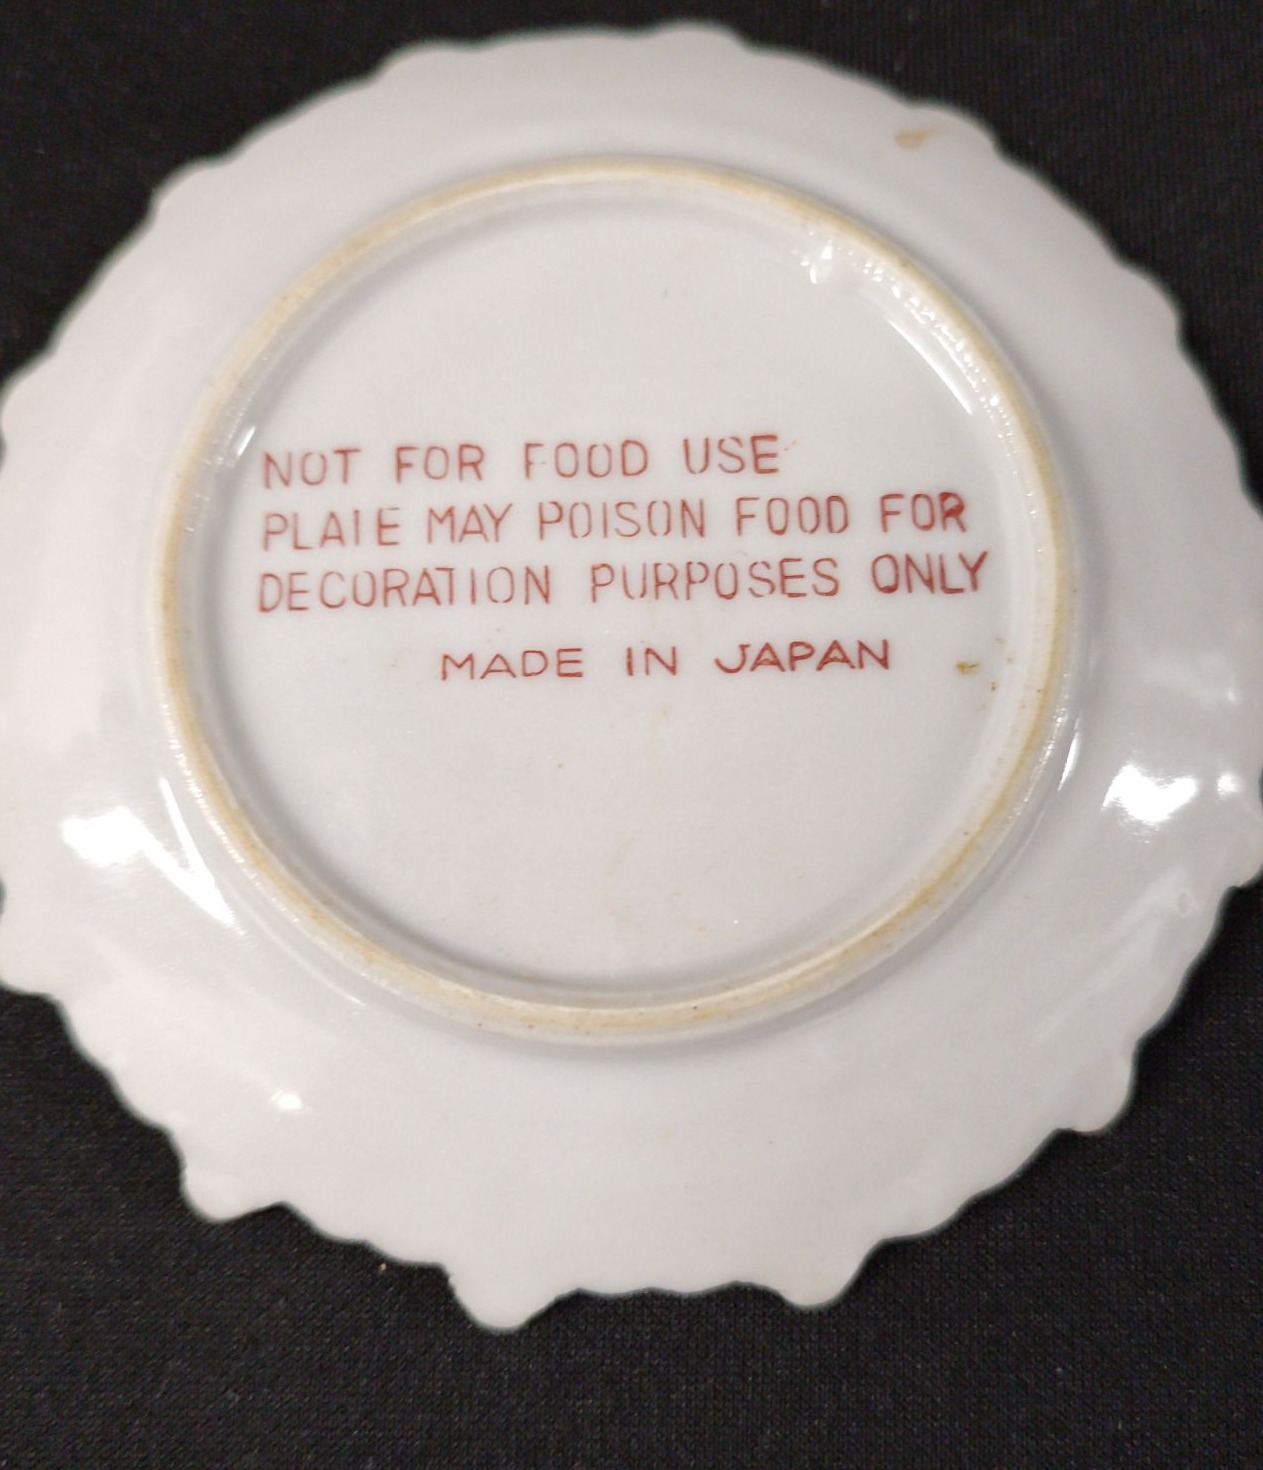 NOT FOR FOOD USE
PLATE MAY POISON FOOD FOR
DECORATION PURPOSES ONLY
MADE IN JAPAN